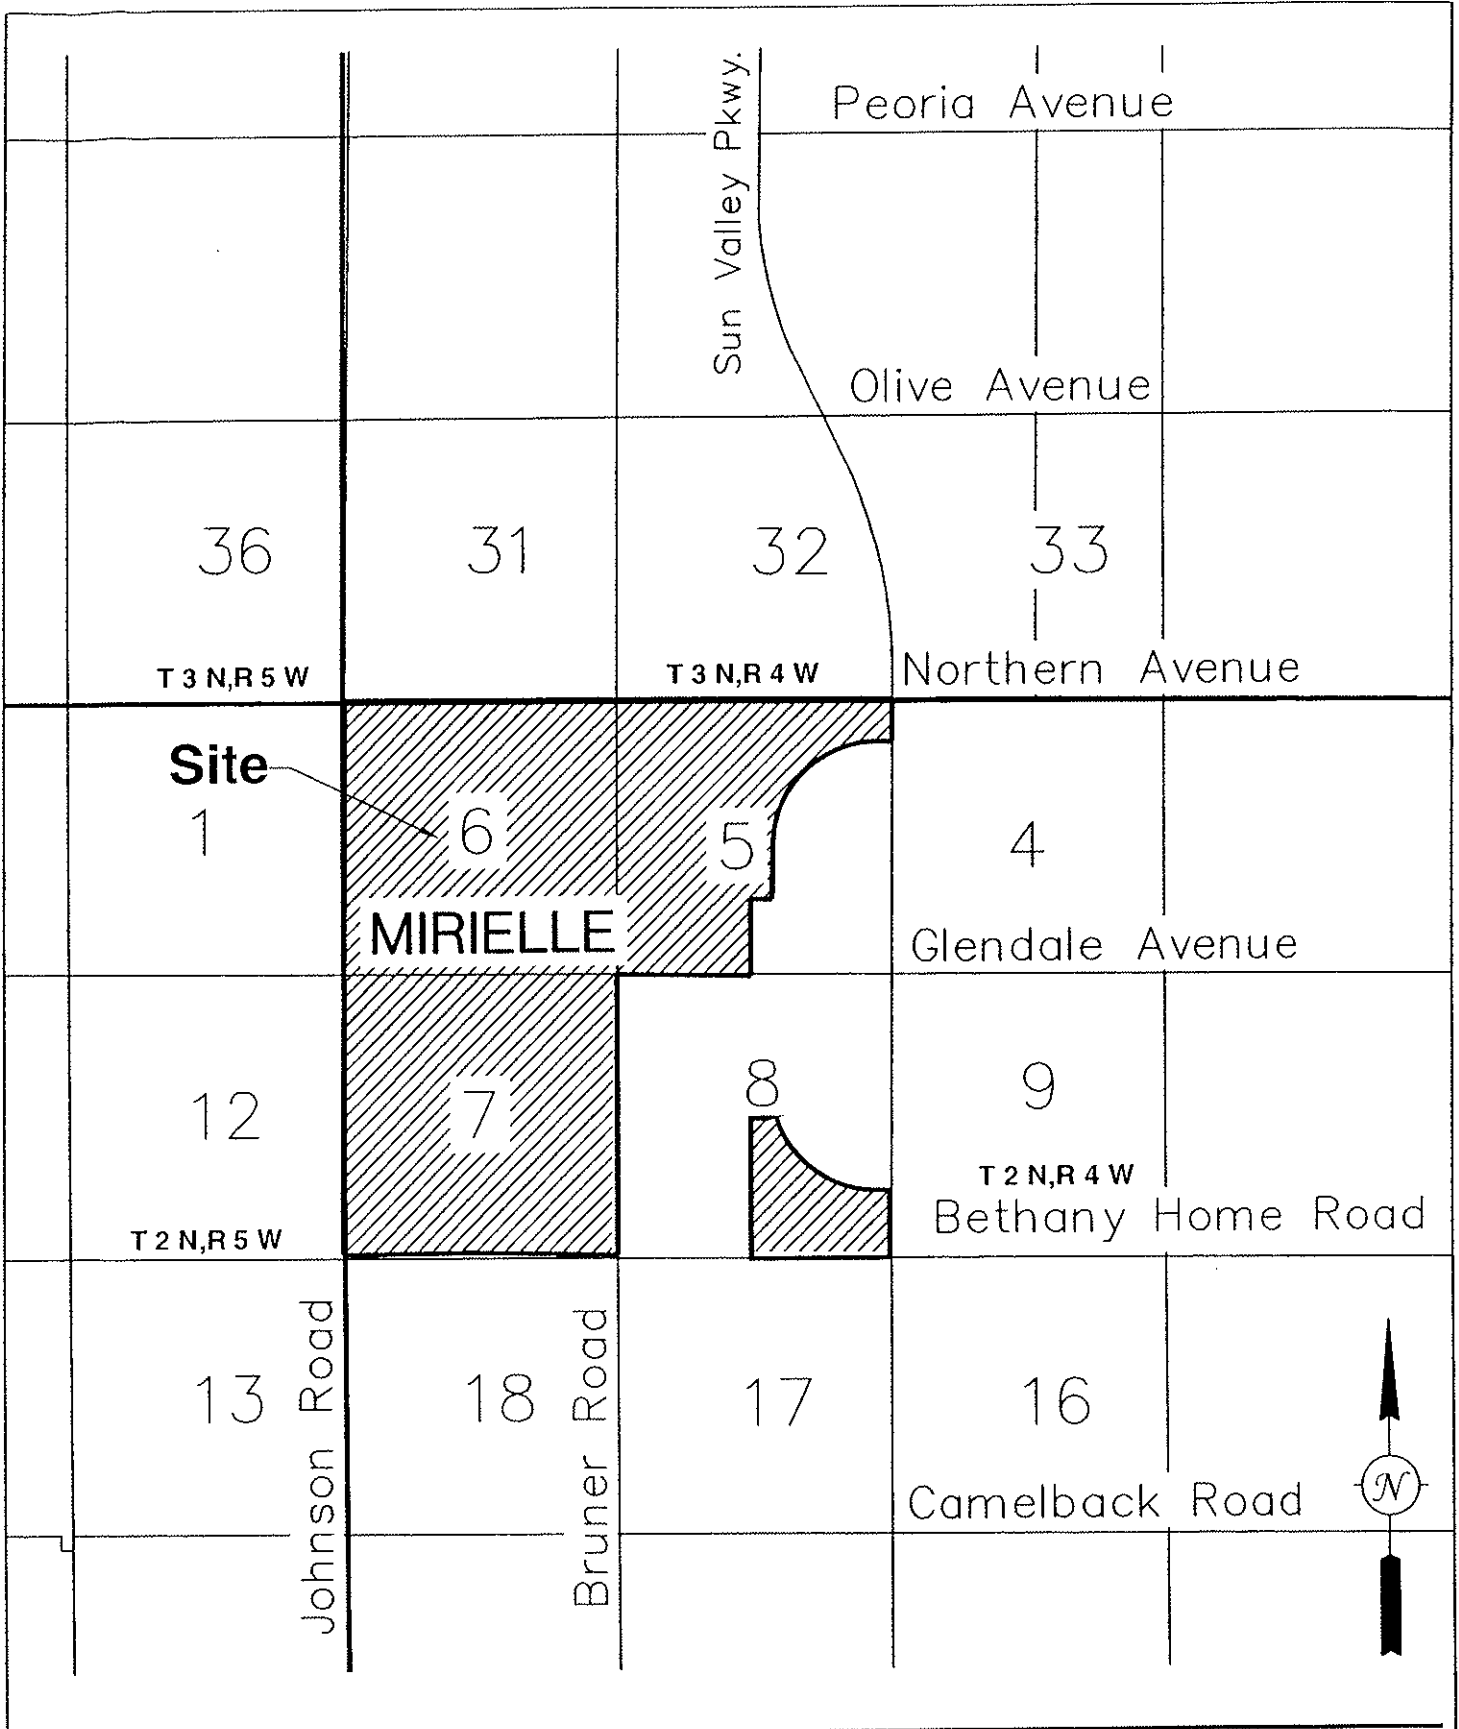 Sun Valley Pkwy.
Peoria Avenue
Olive Avenue
36
31
32
33
T 3 N,R 5 W
T 3 N,R 4 W
Northern Avenue
Site
1
6
5
4
MIRIELLE
Glendale Avenue
12
7
8
9
T 2 N,R 4 W
T 2 N,R 5 W
Bethany Home Road
Johnson Road
13
18
Bruner Road
17
16
Camelback Road
N